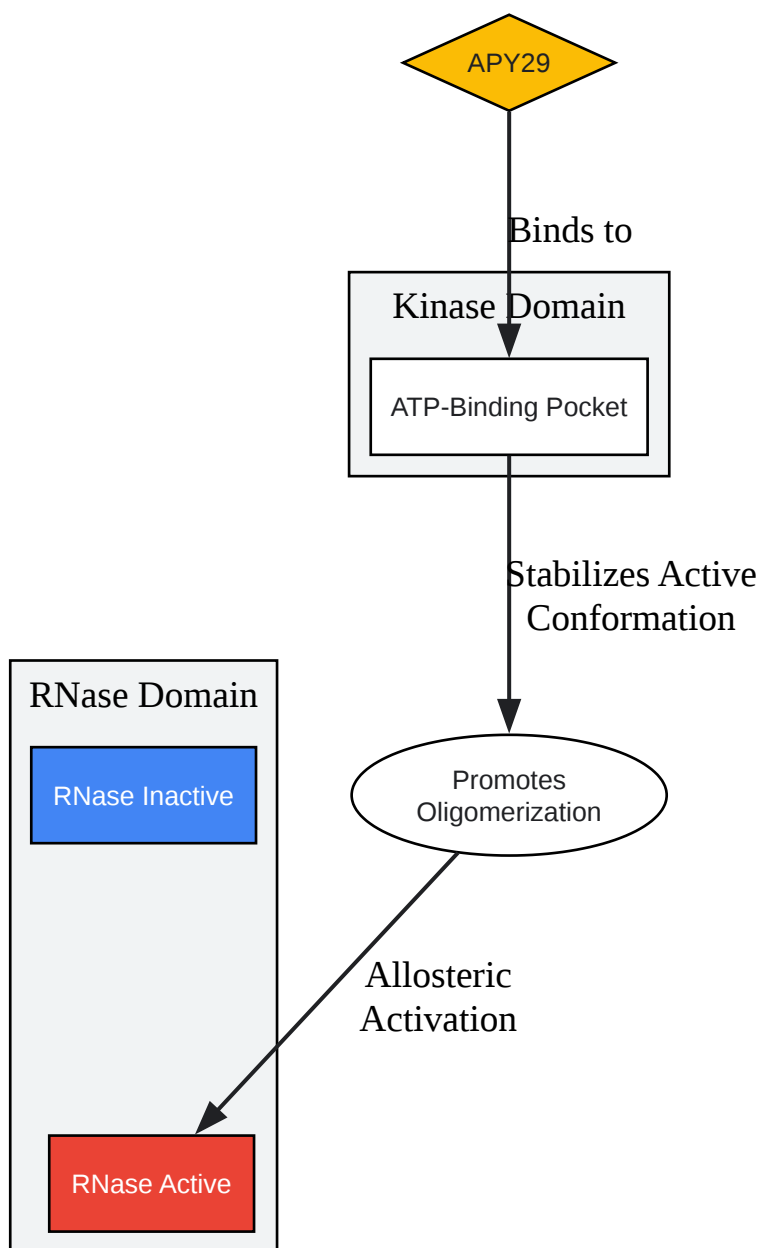 APY29
Binds to
Kinase Domain
ATP-Binding Pocket
Stabilizes Active
Conformation
RNase Domain
RNase Inactive
Promotes
Oligomerization
Allosteric
Activation
RNase Active